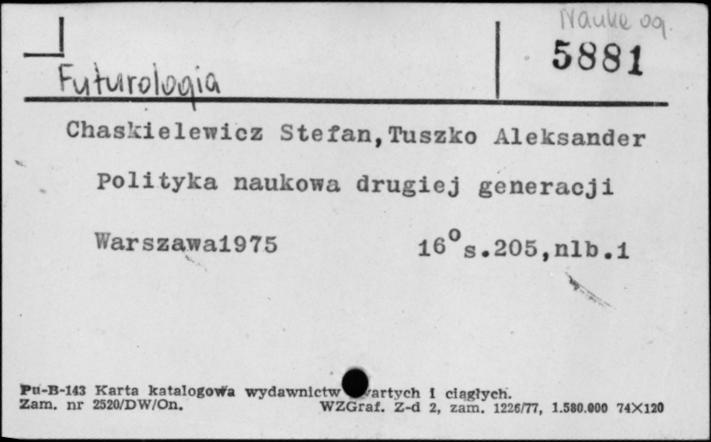 Nauke og.
5881
Futurologia
Chaskielewicz Stefan,Tuszko Aleksander
Polityka naukowa drugiej generacji
Warszawa1975 16° s.205,nlb.1
Pu-B-143 Karta katalogowa wydawnictw artych i ciągłych.
Zam. nr 2520/DW/On. WZGraf. Z-d 2, zam. 1226/77, 1.580.000 74X120